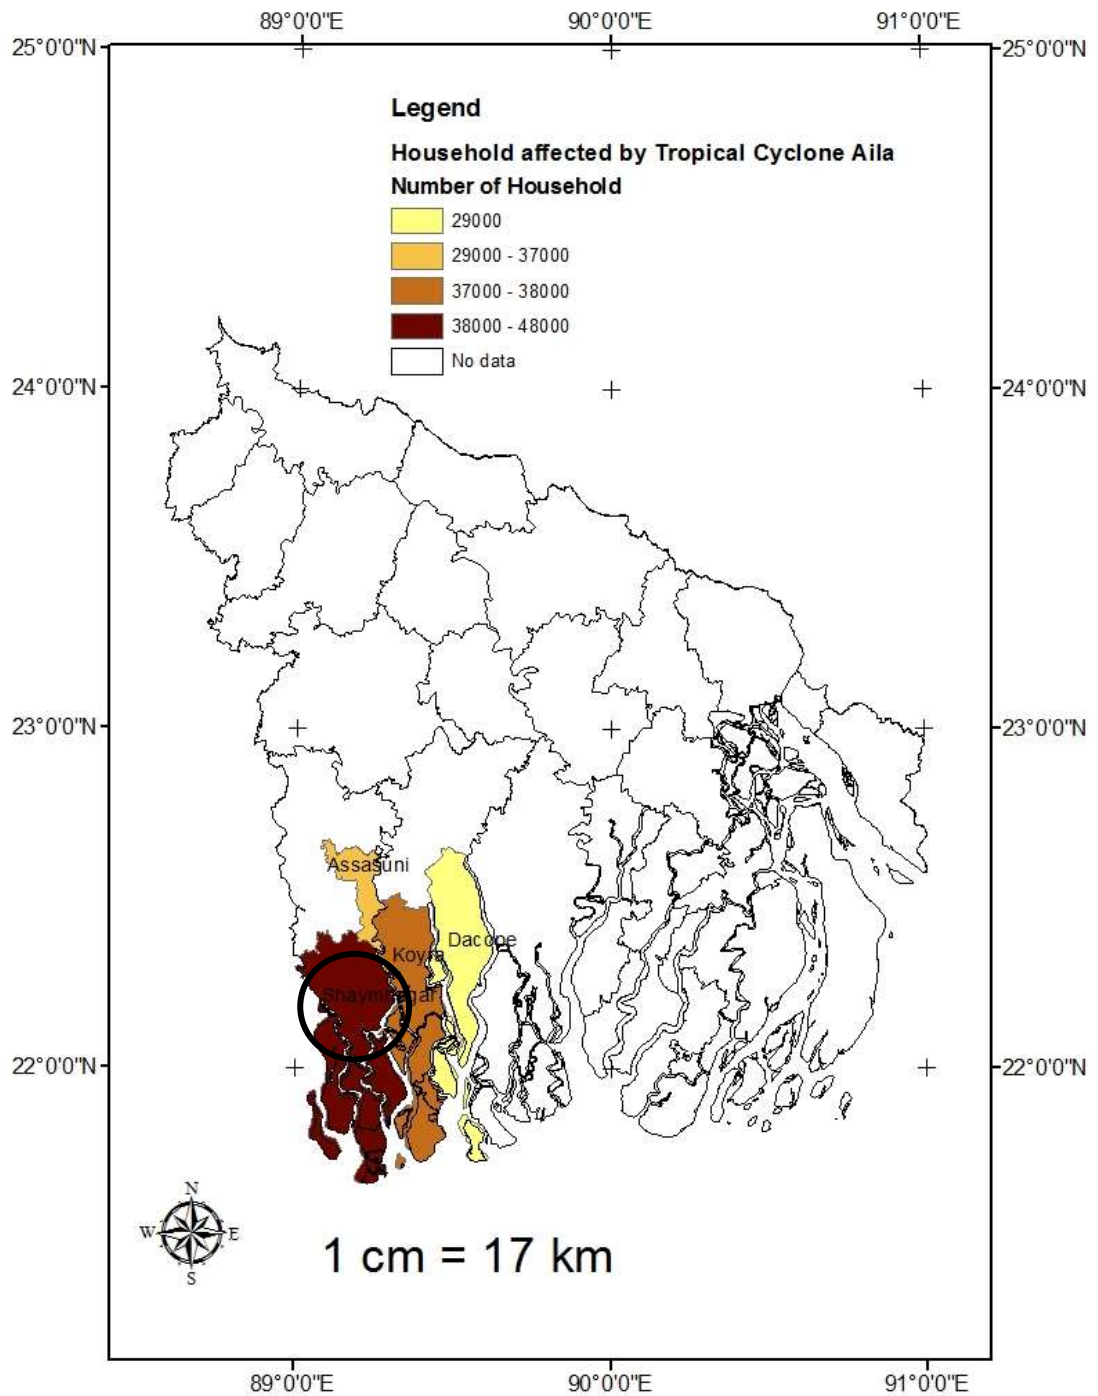 89°0'0"E 90°0'0"E 91°0'0"E
25°0'0"N 25°0'0"N
Legend
Household affected by Tropical Cyclone Aila
Number of Household
29000
29000 - 37000
37000 - 38000
38000 - 48000
No data
24°0'0"N 24°0'0"N
23°0'0"N 23°0'0"N
Assasuni
Daccoe
Koyra
Shaymnagar
22°0'0"N 22°0'0"N
N
W E
S
1 cm = 17 km
89°0'0"E 90°0'0"E 91°0'0"E